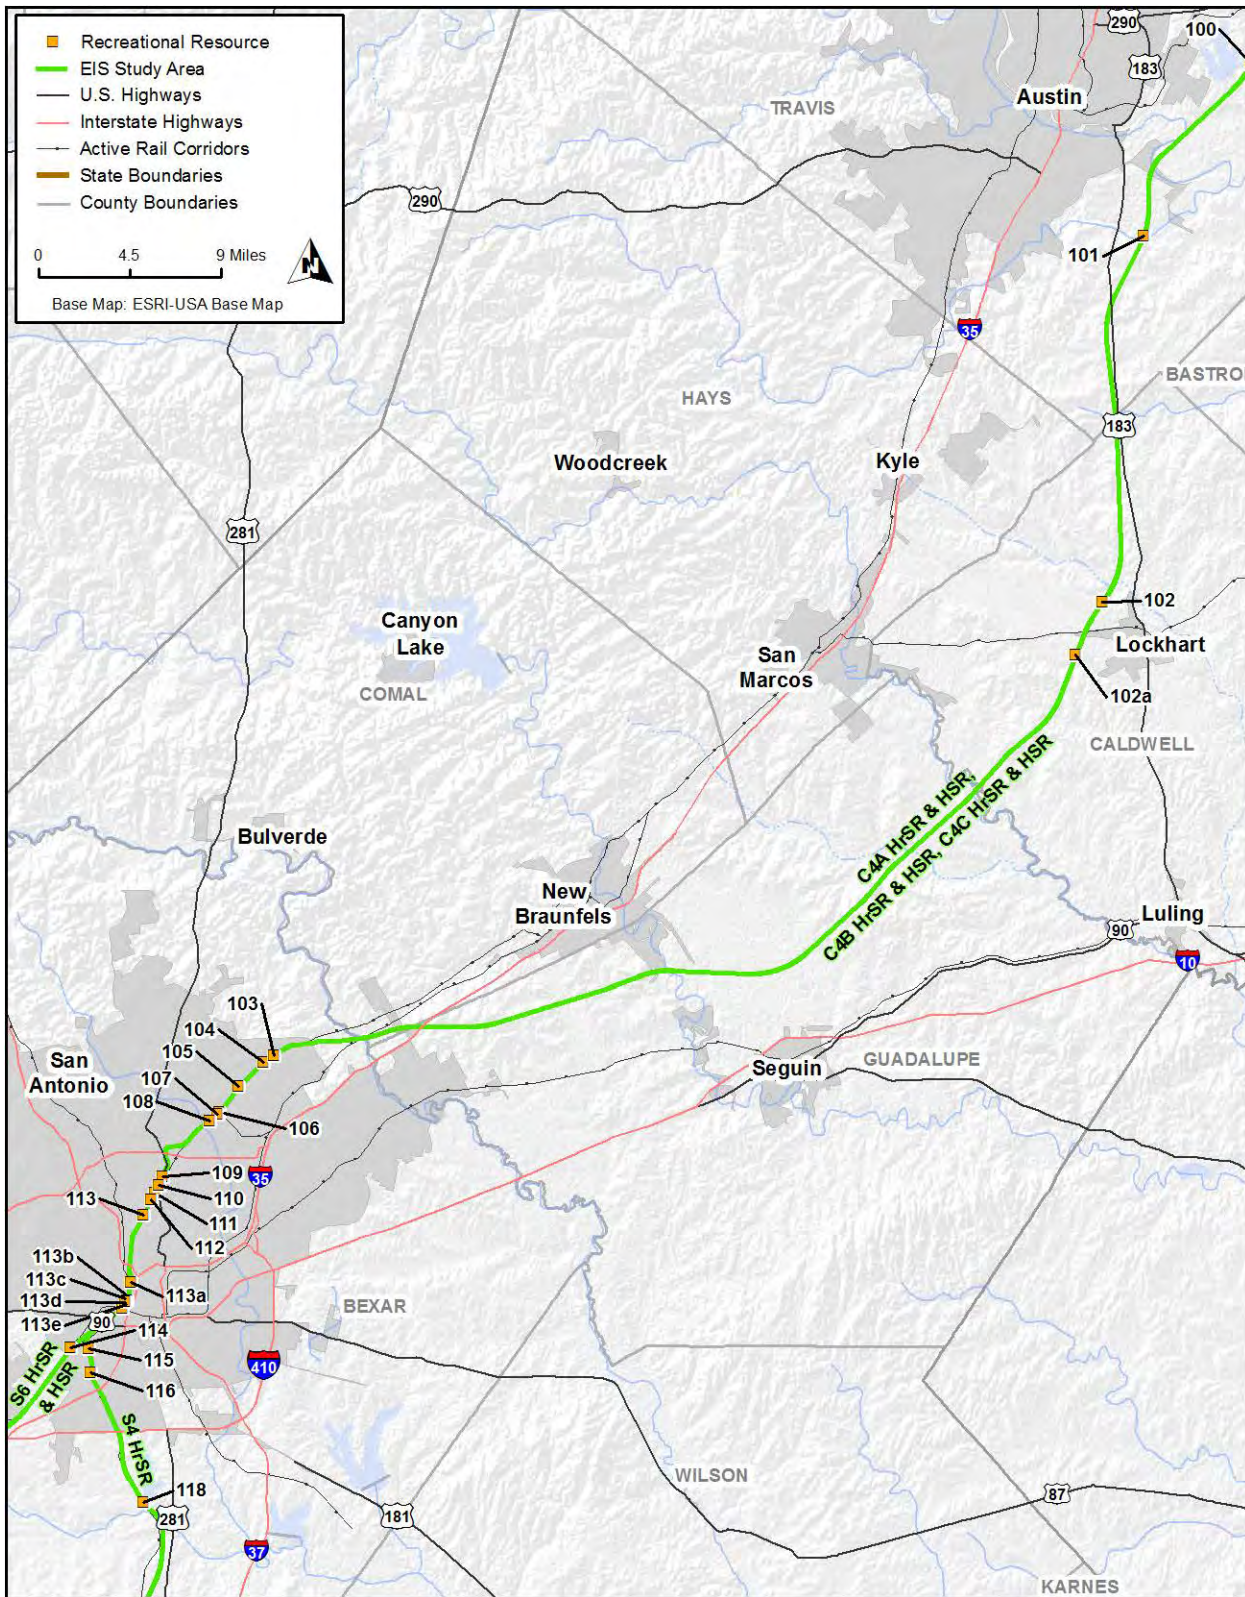 Recreational Resource
EIS Study Area
U.S. Highways
Interstate Highways
Active Rail Corridors
State Boundaries
County Boundaries
0 4.5 9 Miles
N
Base Map: ESRI-USA Base Map
290
183
100
Austin
TRAVIS
290
101
35
BASTRO
HAYS
183
Woodcreek
Kyle
281
102
Canyon
Lake
Lockhart
San
Marcos
COMAL
102a
CALDWELL
C4A HrSR & HSR,
C4B HrSR & HSR, C4C HrSR & HSR
Bulverde
New
Braunfels
Luling
90
10
103
104
105
San
Antonio
107
108
106
Seguin
GUADALUPE
109
35
110
113
111
112
113b
113c
113a
113d
113e
90
BEXAR
114
115
410
116
S6 HrSR
& HSR
S4 HrSR
WILSON
118
87
281
181
37
KARNES